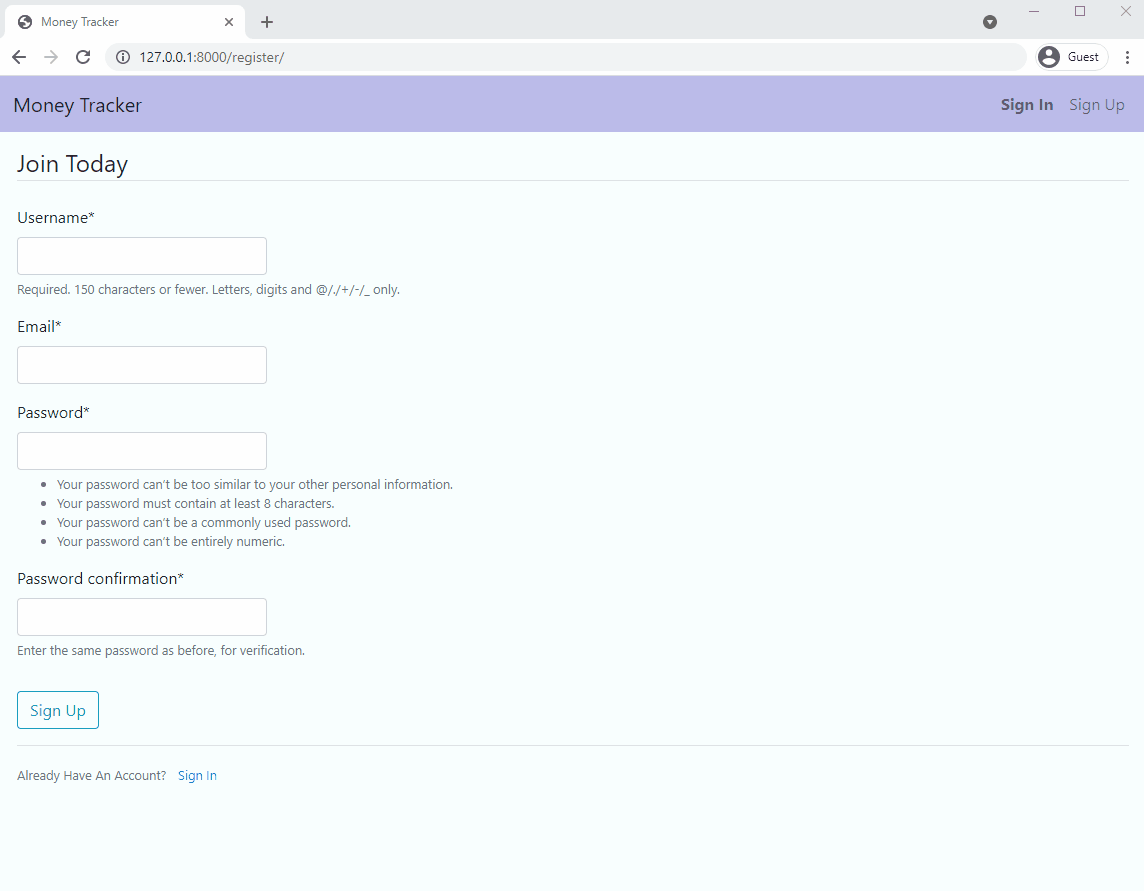 Money Tracker
127.0.0.1:8000/register/
Guest
Money Tracker
Sign In
Sign Up
Join Today
Username*
Required. 150 characters or fewer. Letters, digits and @/./+/-/_ only.
Email*
Password*
Your password can’t be too similar to your other personal information.
Your password must contain at least 8 characters.
Your password can’t be a commonly used password.
Your password can’t be entirely numeric.
Password confirmation*
Enter the same password as before, for verification.
Sign Up
Already Have An Account? Sign In